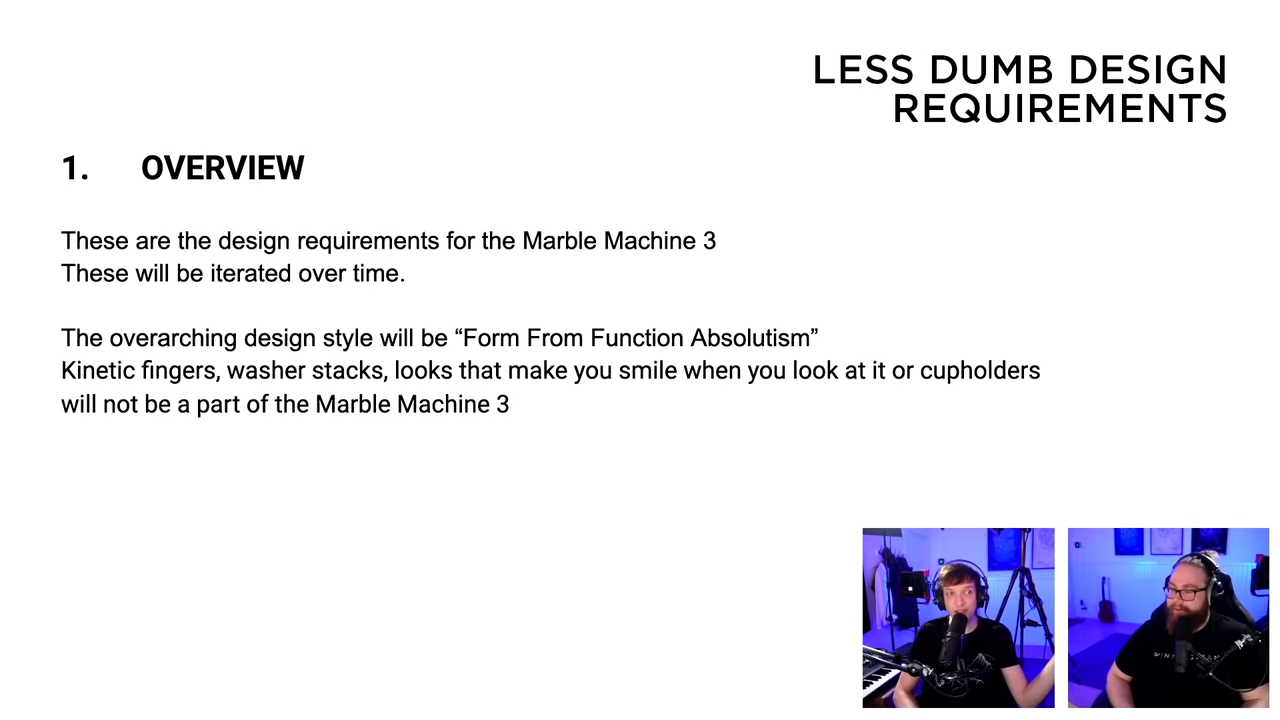 LESS DUMB DESIGN
REQUIREMENTS
1. OVERVIEW
These are the design requirements for the Marble Machine 3
These will be iterated over time.
The overarching design style will be “Form From Function Absolutism”
Kinetic fingers, washer stacks, looks that make you smile when you look at it or cupholders
will not be a part of the Marble Machine 3